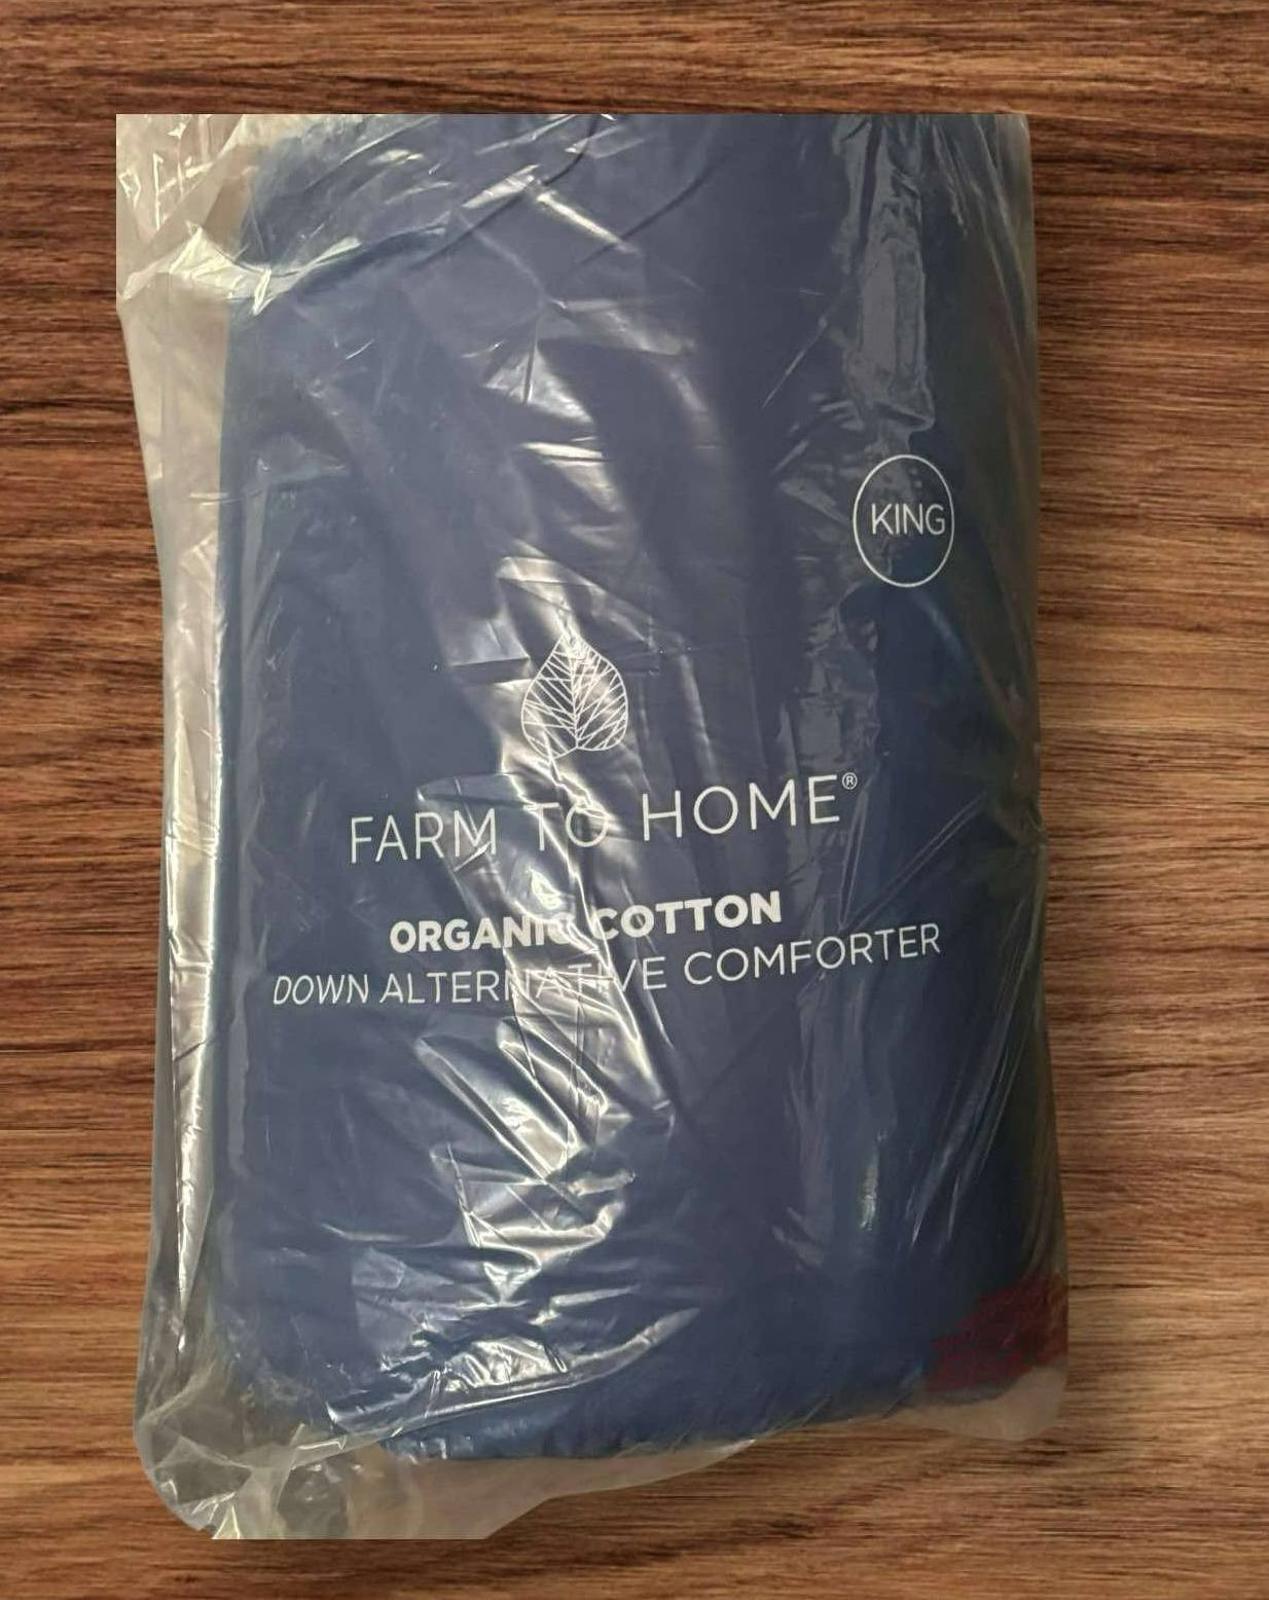 KING
FARM TO HOME®
ORGANIC COTTON
DOWN ALTERNATIVE COMFORTER